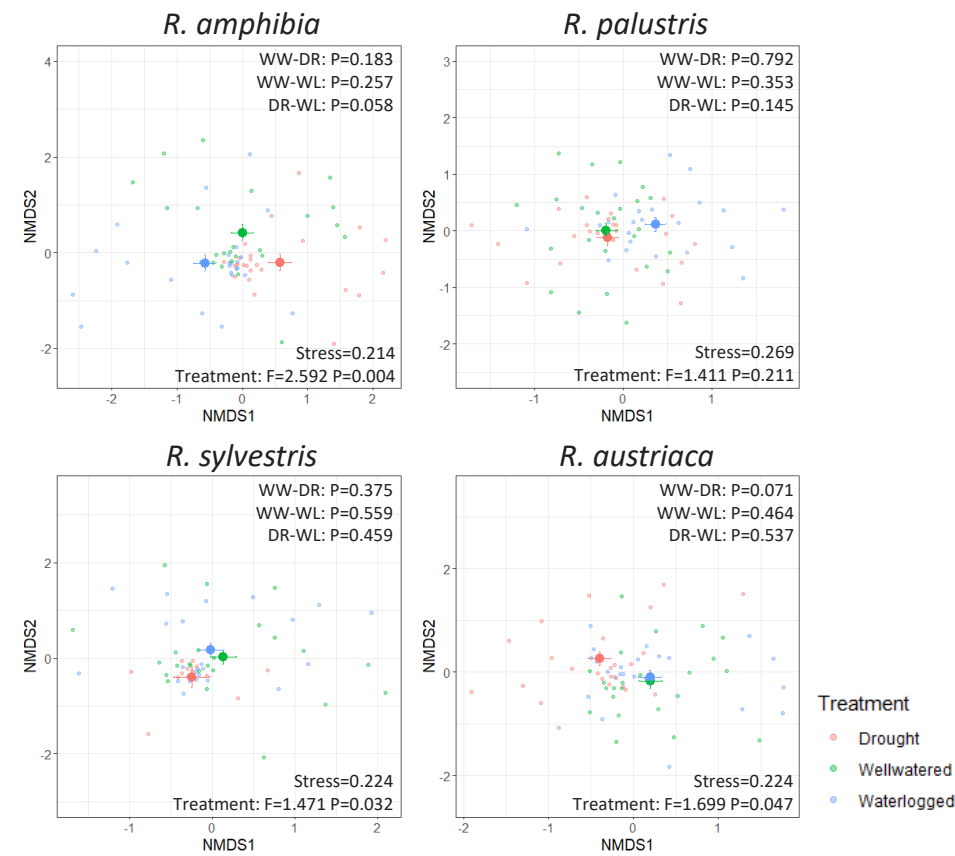 R. amphibia
WW-DR: P=0.183
WW-WL: P=0.257
DR-WL: P=0.058
4
2
0
-2
NMDS2
Stress=0.214
Treatment: F=2.592 P=0.004
-2 -1 0 1 2
NMDS1
R. palustris
WW-DR: P=0.792
WW-WL: P=0.353
DR-WL: P=0.145
3
2
1
0
-1
-2
NMDS2
Stress=0.269
Treatment: F=1.411 P=0.211
-1 0 1
NMDS1
R. sylvestris
WW-DR: P=0.375
WW-WL: P=0.559
DR-WL: P=0.459
2
0
-2
NMDS2
Stress=0.224
Treatment: F=1.471 P=0.032
-1 0 1 2
NMDS1
R. austriaca
WW-DR: P=0.071
WW-WL: P=0.464
DR-WL: P=0.537
2
0
-2
NMDS2
Stress=0.224
Treatment: F=1.699 P=0.047
-2 -1 0 1
NMDS1
Treatment
Drought
Wellwatered
Waterlogged